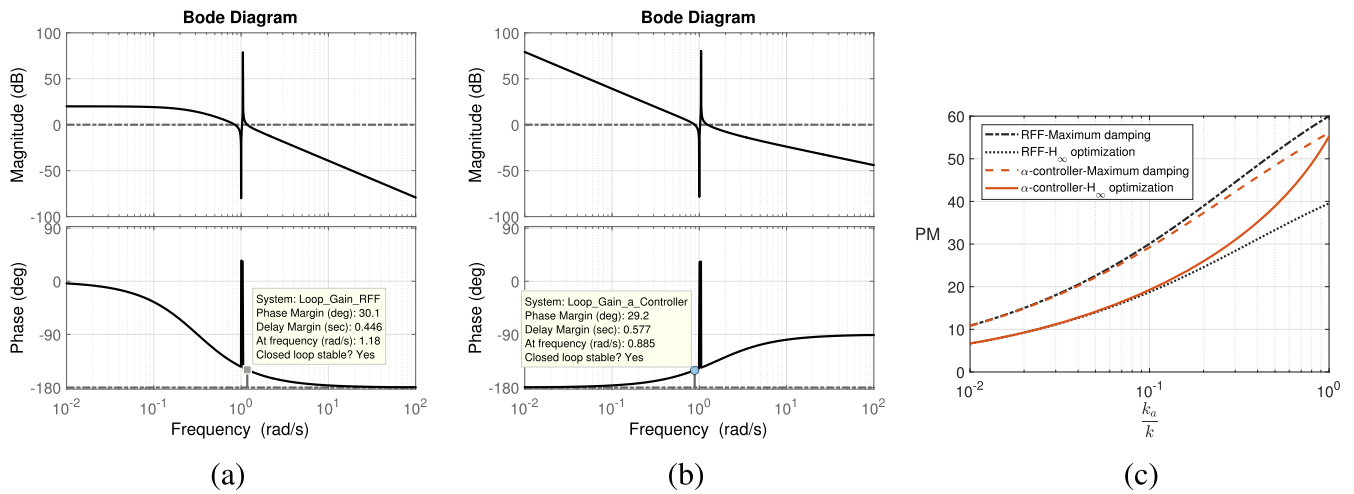 Bode Diagram
Magnitude (dB)
100
50
0
-50
-100
Phase (deg)
90
0
-90
-180
System: Loop_Gain_RFF
Phase Margin (deg): 30.1
Delay Margin (sec): 0.446
At frequency (rad/s): 1.18
Closed loop stable? Yes
10^-2 10^-1 10^0 10^1 10^2
Frequency (rad/s)
(a)
Bode Diagram
Magnitude (dB)
100
50
0
-50
-100
Phase (deg)
90
0
-90
-180
System: Loop_Gain_a_Controller
Phase Margin (deg): 29.2
Delay Margin (sec): 0.577
At frequency (rad/s): 0.885
Closed loop stable? Yes
10^-2 10^-1 10^0 10^1 10^2
Frequency (rad/s)
(b)
PM
60
50
40
30
20
10
0
RFF-Maximum damping
RFF-H∞ optimization
α-controller-Maximum damping
α-controller-H∞ optimization
10^-2 10^-1 10^0
k_a
k
(c)